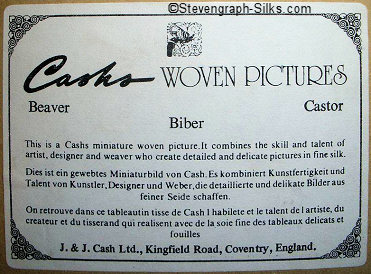 ©Stevengraph-Silks.com
Cashs WOVEN PICTURES
Beaver Castor
Biber
This is a Cashs miniature woven picture.It combines the skill and talent of
artist, designer and weaver who create detailed and delicate pictures in fine silk.
Dies ist ein gewebtes Miniaturbild von Cash.Es kombiniert Kunstfertigkeit und
Talent von Kunstler,Designer und Weber,die detaillierte und delikate Bilder aus
feiner Seide schaffen.
On retrouve dans ce tableautin tisse de Cash l habilete et le talent de l artiste, du
createur et du tisserand qui realisent avec de la soie fine des tableaux delicats et
fouilles
J. & J. Cash Ltd., Kingfield Road, Coventry, England.